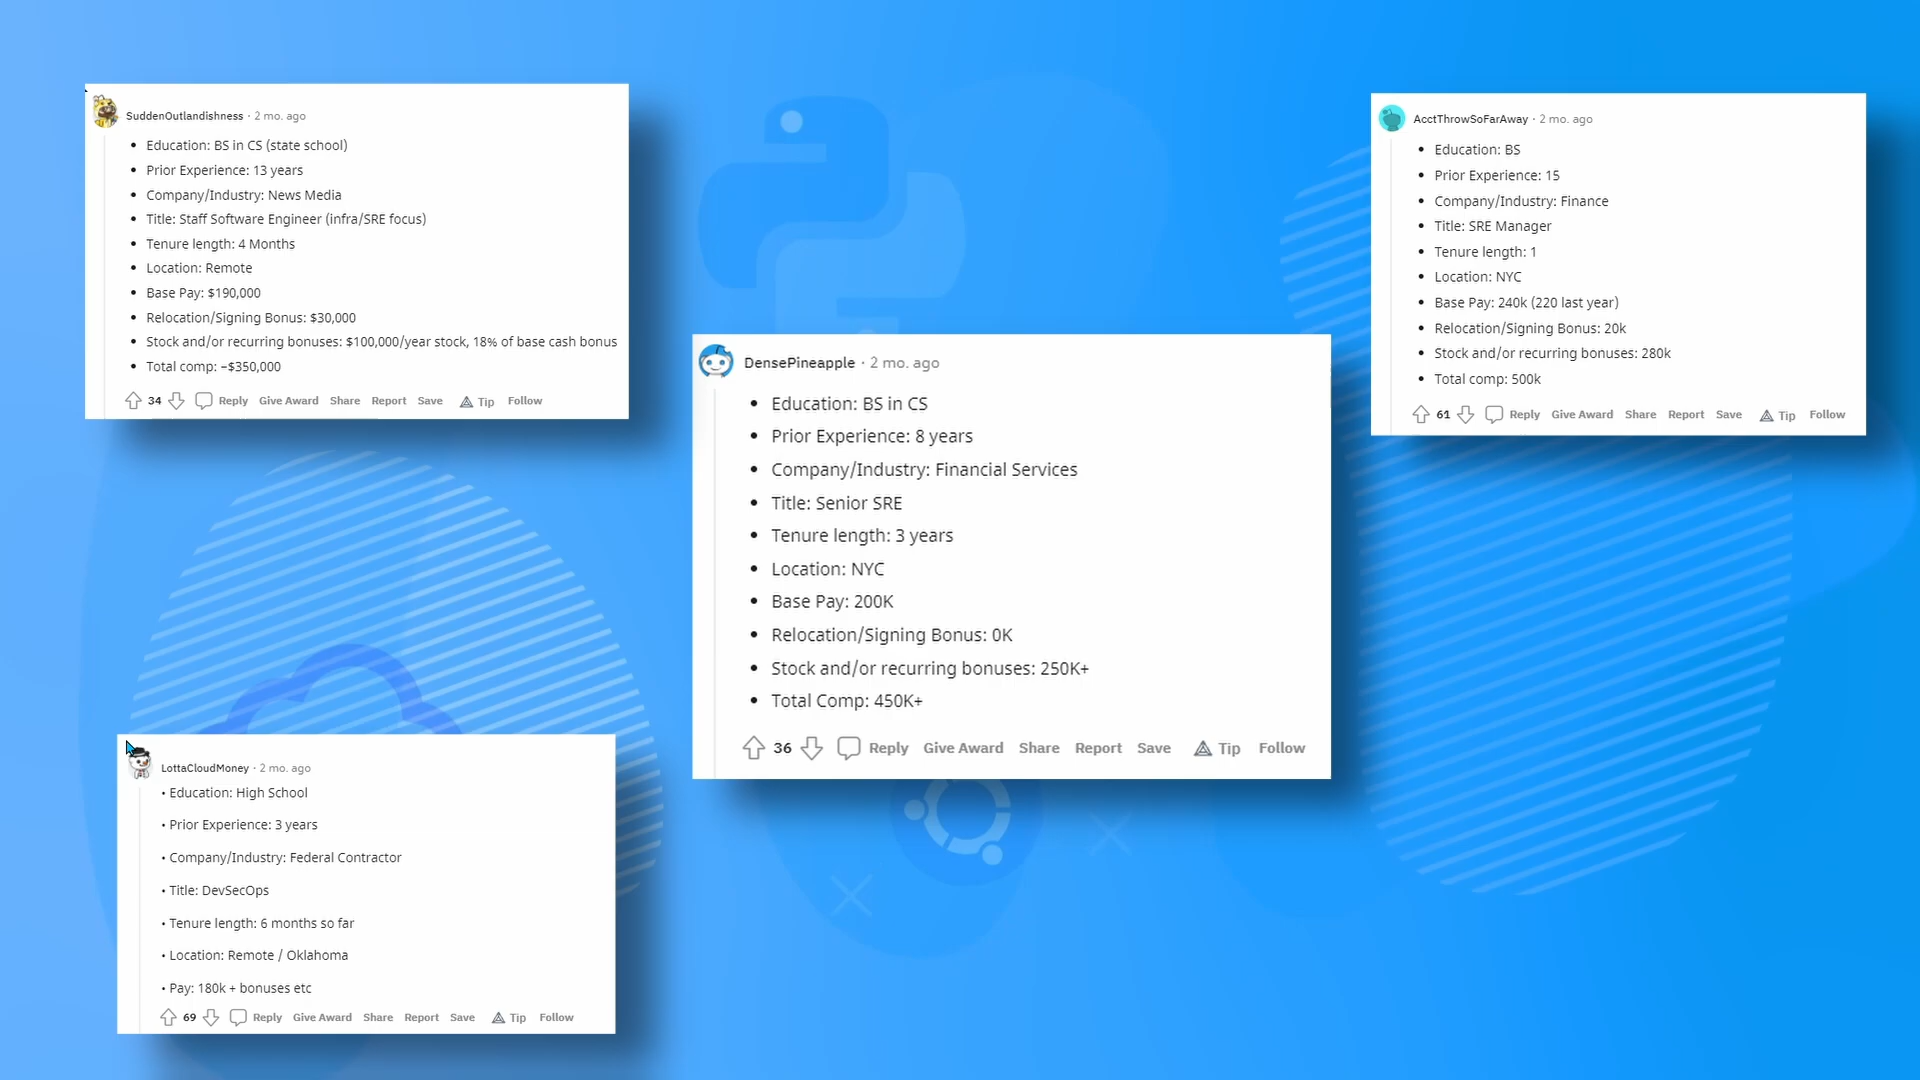 SuddenOutlandishness · 2 mo. ago
• Education: BS in CS (state school)
• Prior Experience: 13 years
• Company/Industry: News Media
• Title: Staff Software Engineer (infra/SRE focus)
• Tenure length: 4 Months
• Location: Remote
• Base Pay: $190,000
• Relocation/Signing Bonus: $30,000
• Stock and/or recurring bonuses: $100,000/year stock, 18% of base cash bonus
• Total comp: ~$350,000
34 Reply Give Award Share Report Save Tip Follow
LottaCloudMoney · 2 mo. ago
• Education: High School
• Prior Experience: 3 years
• Company/Industry: Federal Contractor
• Title: DevSecOps
• Tenure length: 6 months so far
• Location: Remote / Oklahoma
• Pay: 180k + bonuses etc
69 Reply Give Award Share Report Save Tip Follow
DensePineapple · 2 mo. ago
• Education: BS in CS
• Prior Experience: 8 years
• Company/Industry: Financial Services
• Title: Senior SRE
• Tenure length: 3 years
• Location: NYC
• Base Pay: 200K
• Relocation/Signing Bonus: 0K
• Stock and/or recurring bonuses: 250K+
• Total Comp: 450K+
36 Reply Give Award Share Report Save Tip Follow
AcctThrowSoFarAway · 2 mo. ago
• Education: BS
• Prior Experience: 15
• Company/Industry: Finance
• Title: SRE Manager
• Tenure length: 1
• Location: NYC
• Base Pay: 240k (220 last year)
• Relocation/Signing Bonus: 20k
• Stock and/or recurring bonuses: 280k
• Total comp: 500k
61 Reply Give Award Share Report Save Tip Follow